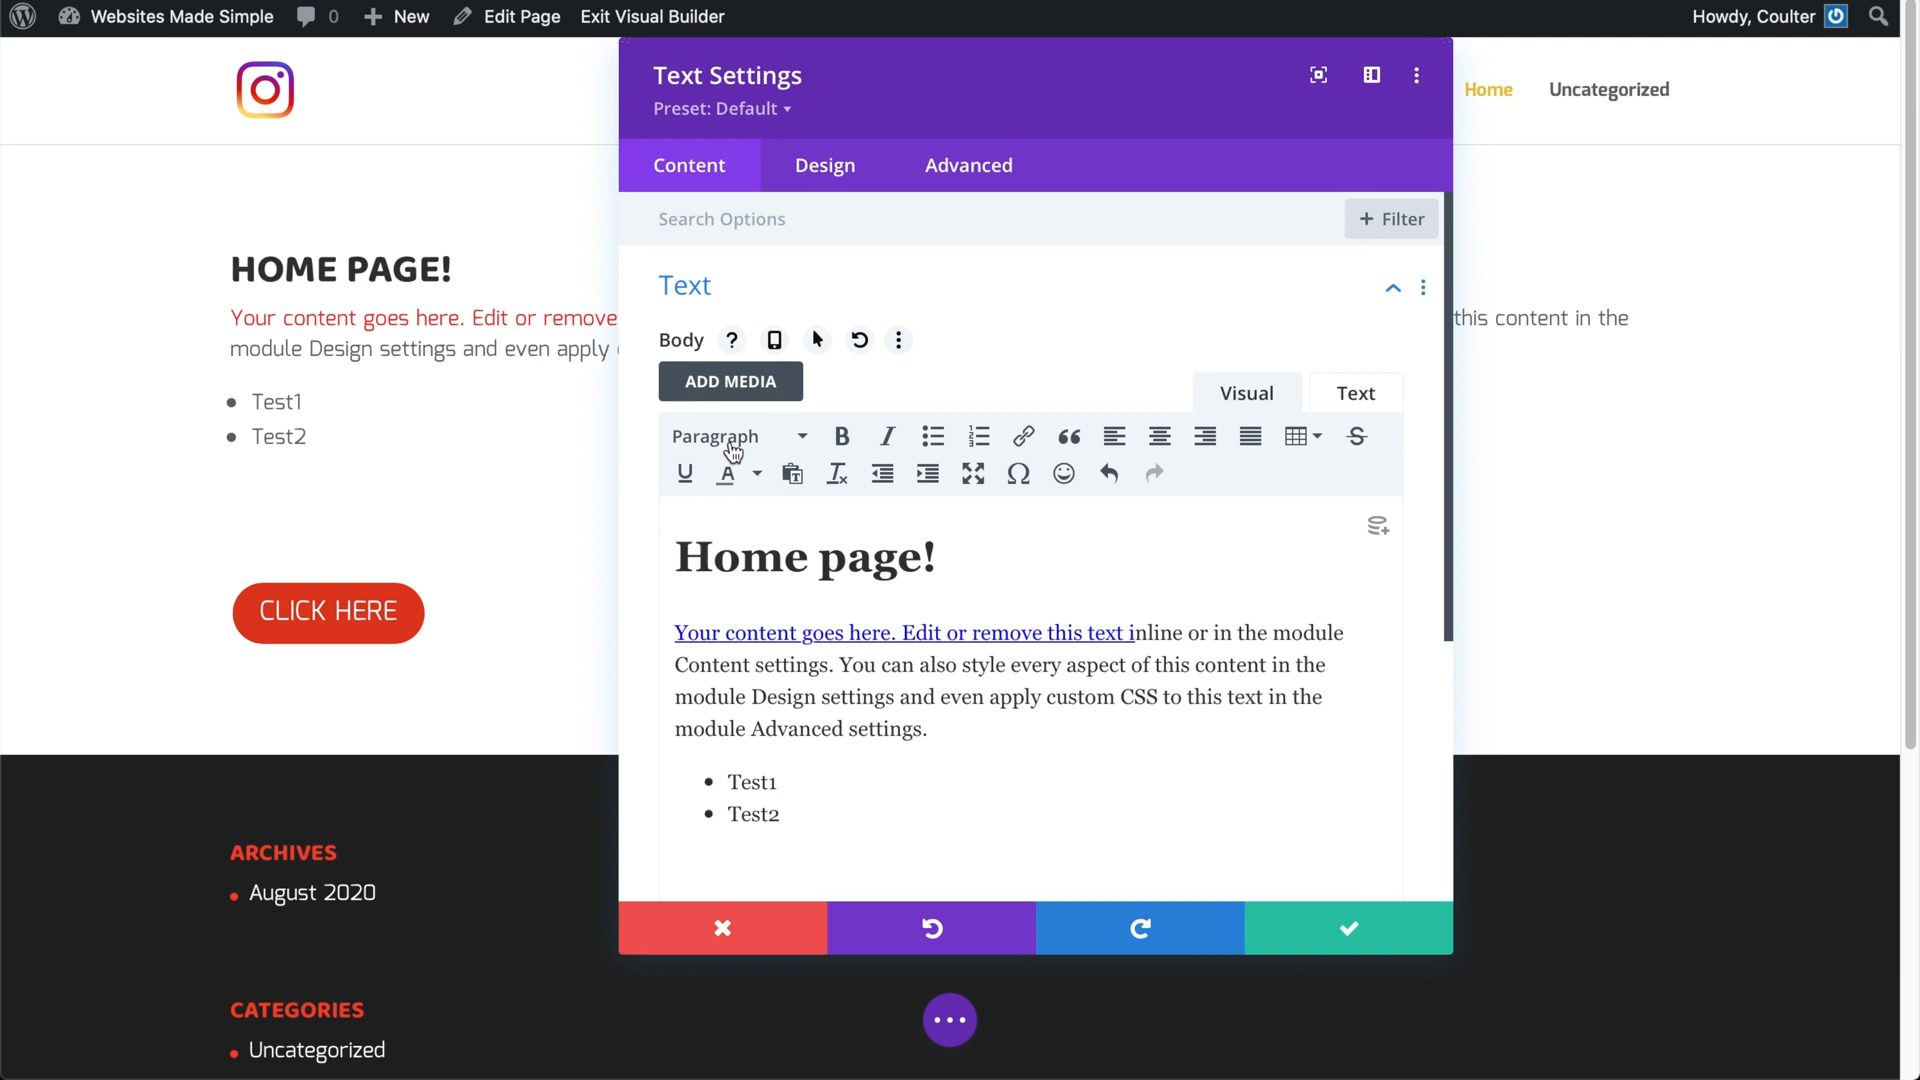 Websites Made Simple 0 New Edit Page Exit Visual Builder Howdy, Coulter
Home Uncategorized
HOME PAGE!
Your content goes here. Edit or remove
this content in the
module Design settings and even apply
Test1
Test2
CLICK HERE
ARCHIVES
August 2020
CATEGORIES
Uncategorized
Text Settings
Preset: Default
Content Design Advanced
Search Options + Filter
Text
Body ?
ADD MEDIA
Visual Text
Paragraph B I
U A
Home page!
Your content goes here. Edit or remove this text inline or in the module
Content settings. You can also style every aspect of this content in the
module Design settings and even apply custom CSS to this text in the
module Advanced settings.
Test1
Test2